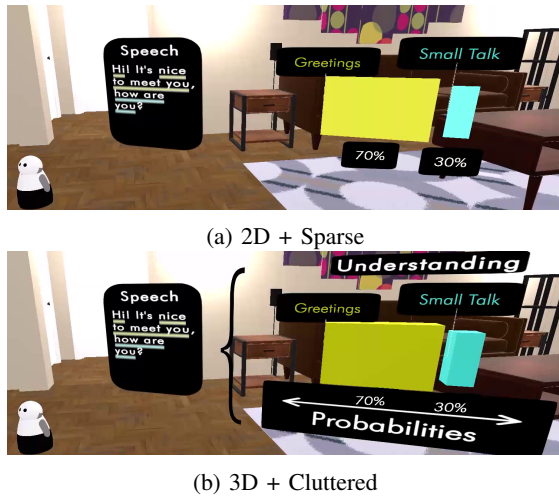 Speech
Hi! It's nice
to meet you,
how are
you?
Greetings
Small Talk
70%
30%
(a) 2D + Sparse
Understanding
Speech
Hi! It's nice
to meet you,
how are
you?
Greetings
Small Talk
70%
30%
Probabilities
(b) 3D + Cluttered